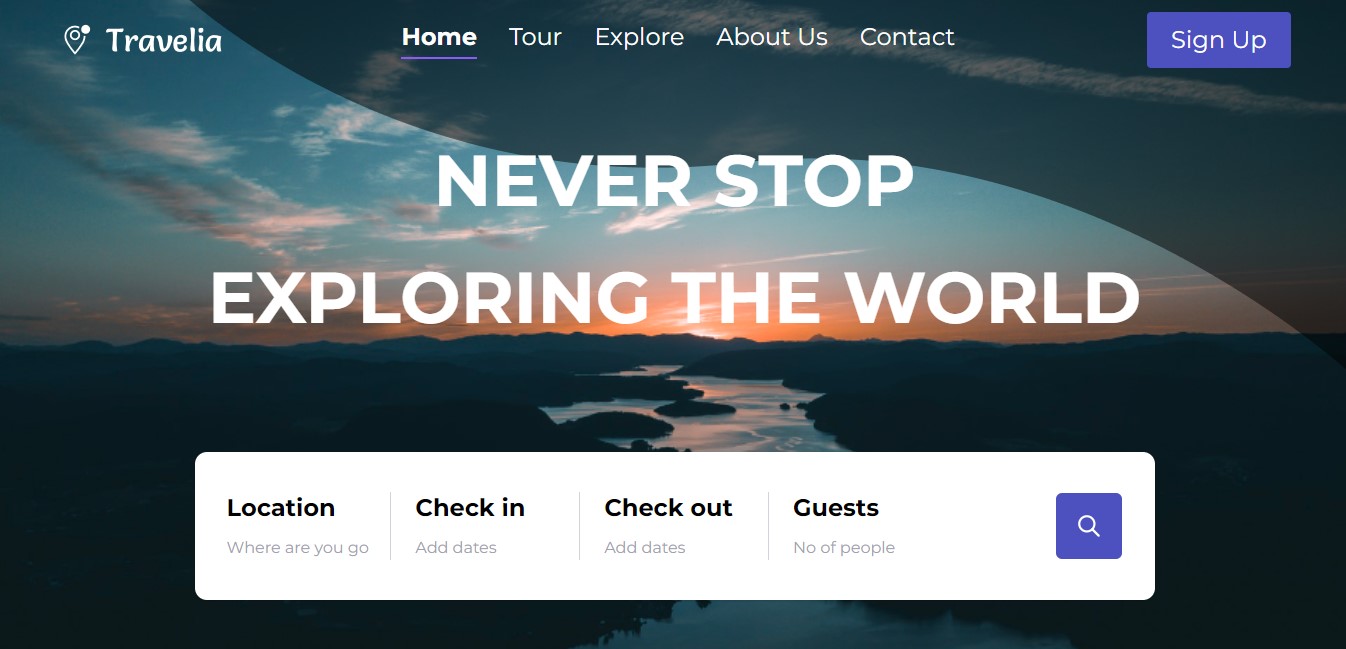 Travelia
Home Tour Explore About Us Contact
Sign Up
NEVER STOP
EXPLORING THE WORLD
Location Check in Check out Guests
Where are you go Add dates Add dates No of people